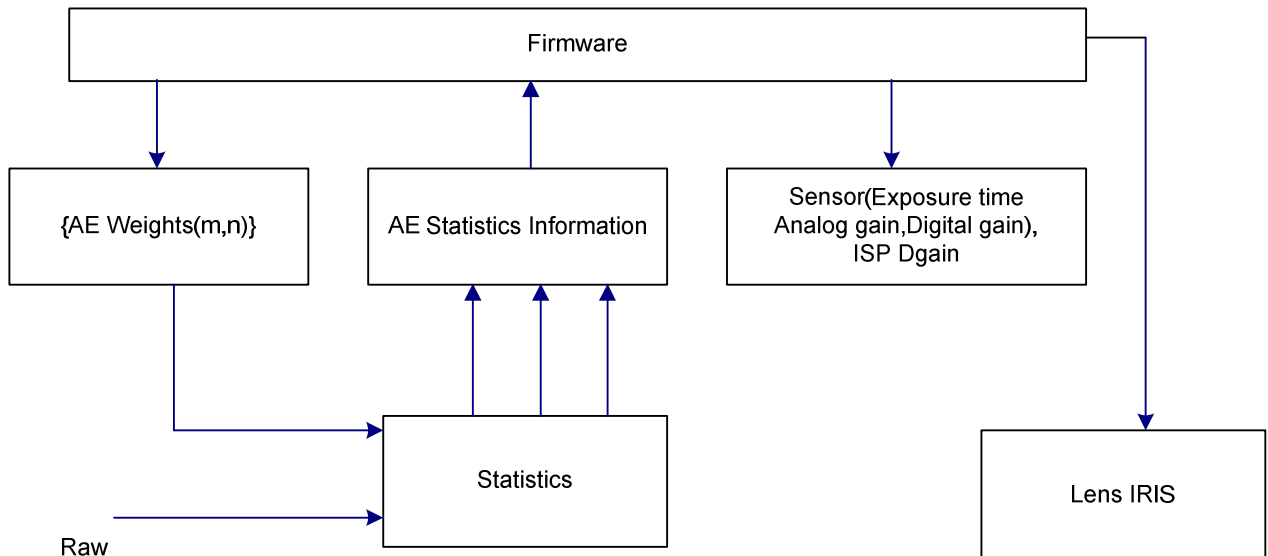 Firmware
{AE Weights(m,n)}
AE Statistics Information
Sensor(Exposure time
Analog gain,Digital gain),
ISP Dgain
Statistics
Lens IRIS
Raw